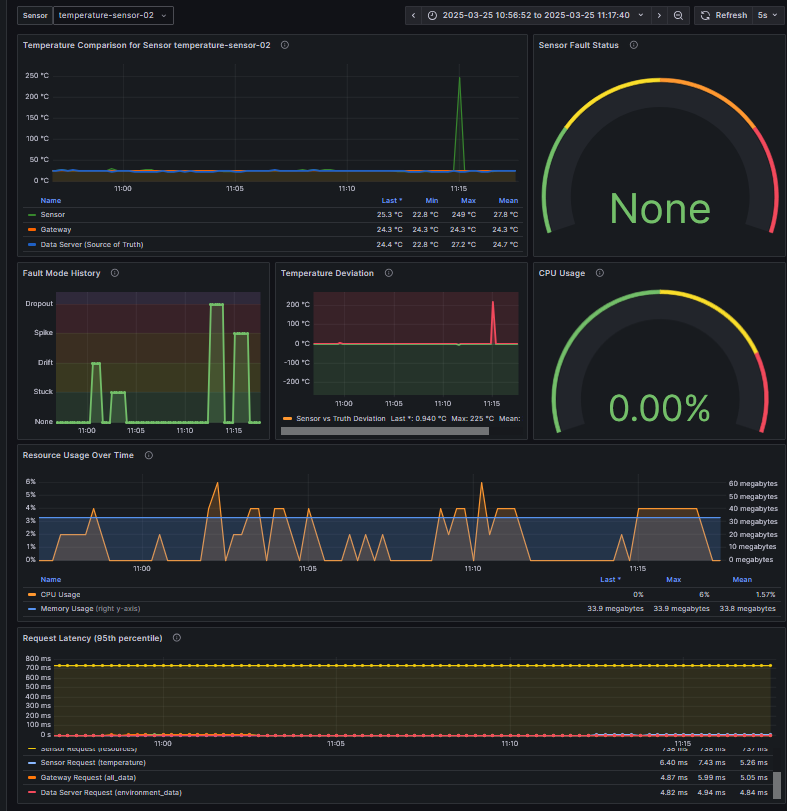 Sensor temperature-sensor-02 2025-03-25 10:56:52 to 2025-03-25 11:17:40 Refresh 5s
Temperature Comparison for Sensor temperature-sensor-02
250 °C
200 °C
150 °C
100 °C
50 °C
0 °C
11:00 11:05 11:10 11:15
Name Last * Min Max Mean
Sensor 25.3 °C 22.8 °C 249 °C 27.8 °C
Gateway 24.3 °C 24.3 °C 24.3 °C 24.3 °C
Data Server (Source of Truth) 24.4 °C 22.8 °C 27.2 °C 24.7 °C
Sensor Fault Status
None
Fault Mode History
Dropout
Spike
Drift
Stuck
None
11:00 11:05 11:10 11:15
Temperature Deviation
200 °C
100 °C
0 °C
-100 °C
-200 °C
11:00 11:05 11:10 11:15
Sensor vs Truth Deviation Last *: 0.940 °C Max: 225 °C Mean:
CPU Usage
0.00%
Resource Usage Over Time
6%
5%
4%
3%
2%
1%
0%
60 megabytes
50 megabytes
40 megabytes
30 megabytes
20 megabytes
10 megabytes
0 megabytes
11:00 11:05 11:10 11:15
Name Last * Max Mean
CPU Usage 0% 6% 1.57%
Memory Usage (right y-axis) 33.9 megabytes 33.9 megabytes 33.8 megabytes
Request Latency (95th percentile)
800 ms
700 ms
600 ms
500 ms
400 ms
300 ms
200 ms
100 ms
0 s
11:00 11:05 11:10 11:15
Sensor Request (resources) 738 ms 738 ms 737 ms
Sensor Request (temperature) 6.40 ms 7.43 ms 5.26 ms
Gateway Request (all_data) 4.87 ms 5.99 ms 5.05 ms
Data Server Request (environment_data) 4.82 ms 4.94 ms 4.84 ms